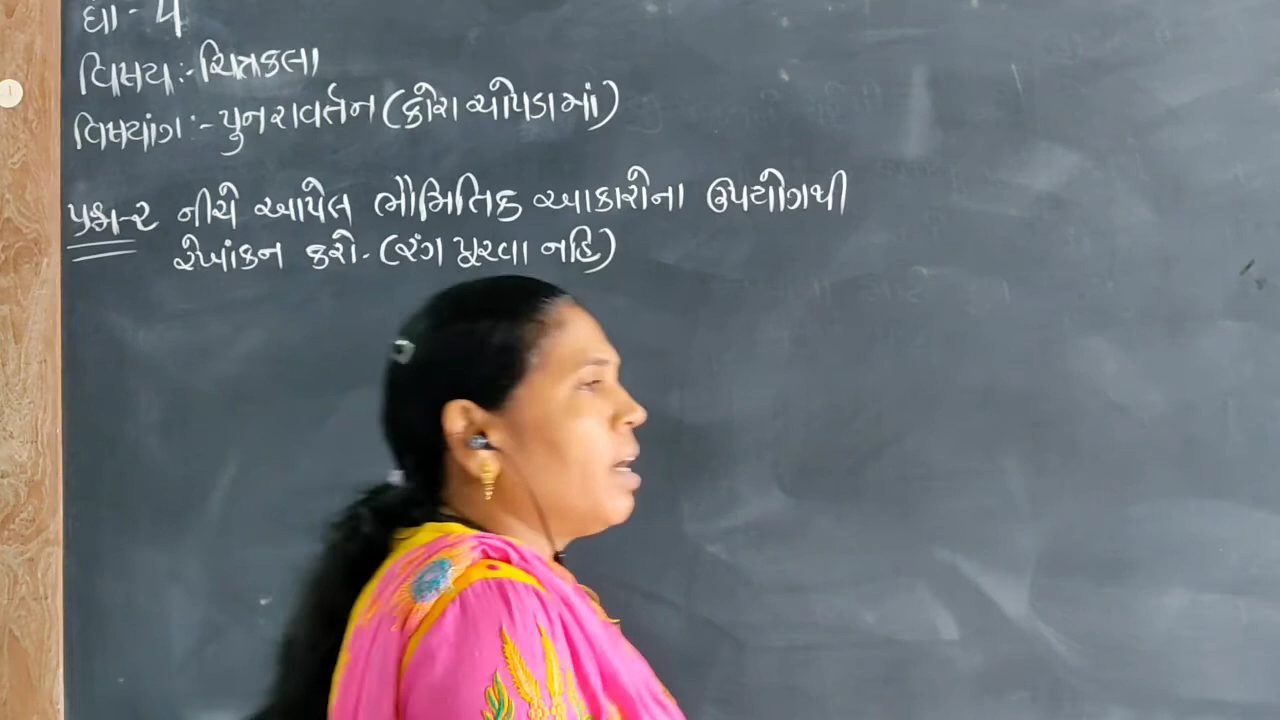 ધો - 4
વિષય :- ચિત્રકલા
વિષયાંગ :- પુનરાવર્તન (કોરા ચોપડામાં)
પ્રશ્ન-૨ નીચે આપેલ ભૌમિતિક આકારોના ઉપયોગથી
રેખાંકન કરો. (રંગ પૂરવા નહિ)